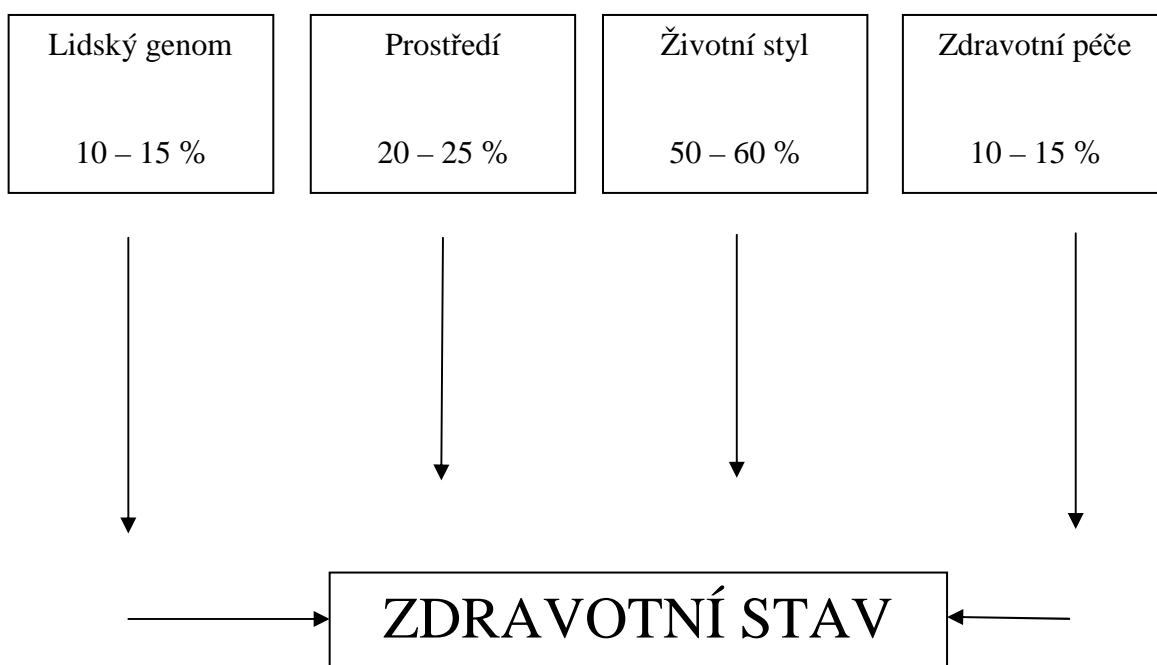 Lidský genom
10 – 15 %
Prostředí
20 – 25 %
Životní styl
50 – 60 %
Zdravotní péče
10 – 15 %
ZDRAVOTNÍ STAV